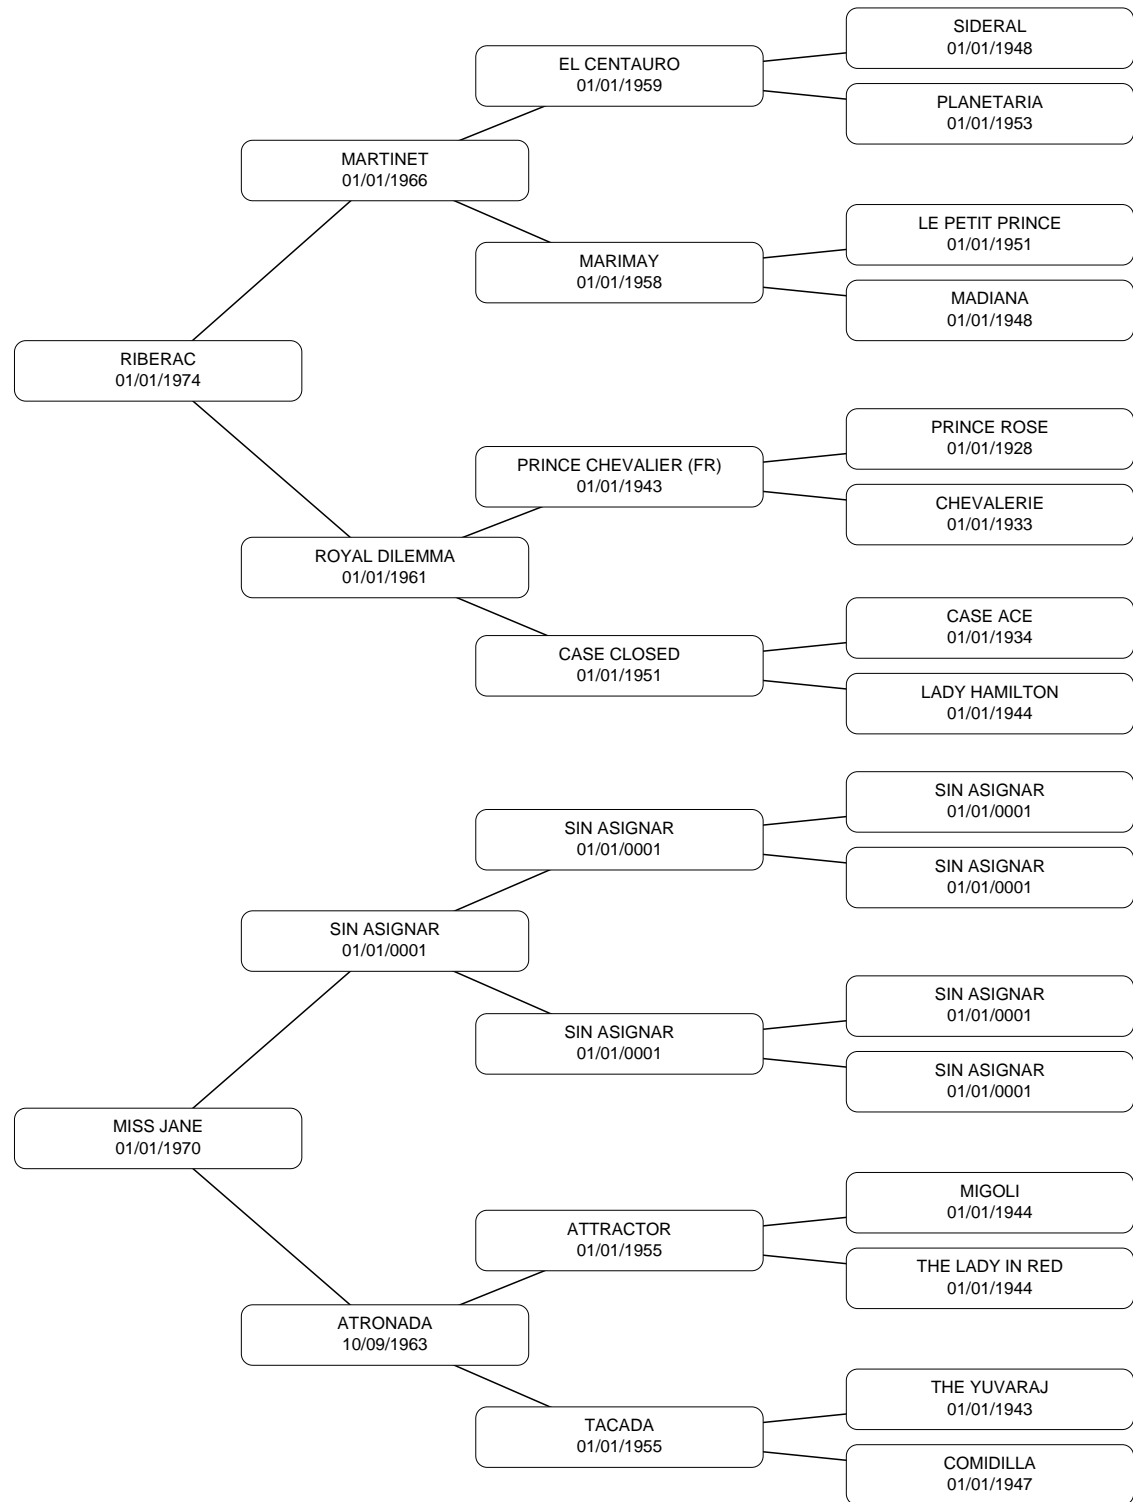 SIDERAL
01/01/1948
EL CENTAURO
01/01/1959
PLANETARIA
01/01/1953
MARTINET
01/01/1966
LE PETIT PRINCE
01/01/1951
MARIMAY
01/01/1958
MADIANA
01/01/1948
RIBERAC
01/01/1974
PRINCE ROSE
01/01/1928
PRINCE CHEVALIER (FR)
01/01/1943
CHEVALERIE
01/01/1933
ROYAL DILEMMA
01/01/1961
CASE ACE
01/01/1934
CASE CLOSED
01/01/1951
LADY HAMILTON
01/01/1944
SIN ASIGNAR
01/01/0001
SIN ASIGNAR
01/01/0001
SIN ASIGNAR
01/01/0001
SIN ASIGNAR
01/01/0001
SIN ASIGNAR
01/01/0001
SIN ASIGNAR
01/01/0001
SIN ASIGNAR
01/01/0001
MISS JANE
01/01/1970
MIGOLI
01/01/1944
ATTRACTOR
01/01/1955
THE LADY IN RED
01/01/1944
ATRONADA
10/09/1963
THE YUVARAJ
01/01/1943
TACADA
01/01/1955
COMIDILLA
01/01/1947